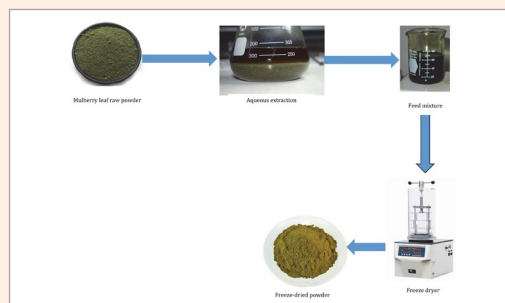 Mulberry leaf raw powder
Aqueous extraction
Feed mixture
Freeze dryer
Freeze-dried powder